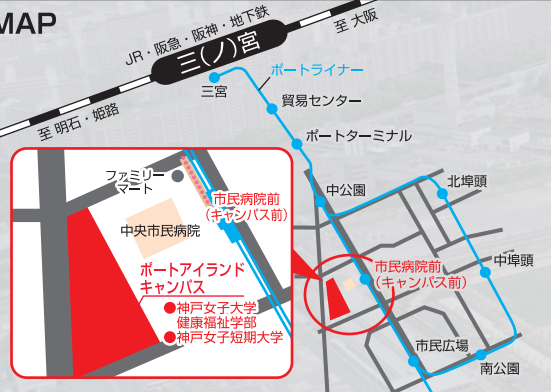 MAP
JR・阪急・阪神・地下鉄
至 大阪
三(ノ)宮
三宮
ポートライナー
至 明石・姫路
貿易センター
ポートターミナル
ファミリー
マート
市民病院前
(キャンパス前)
中央市民病院
ポートアイランド
キャンパス
神戸女子大学
健康福祉学部
神戸女子短期大学
中公園
北埠頭
市民病院前
(キャンパス前)
中埠頭
市民広場
南公園